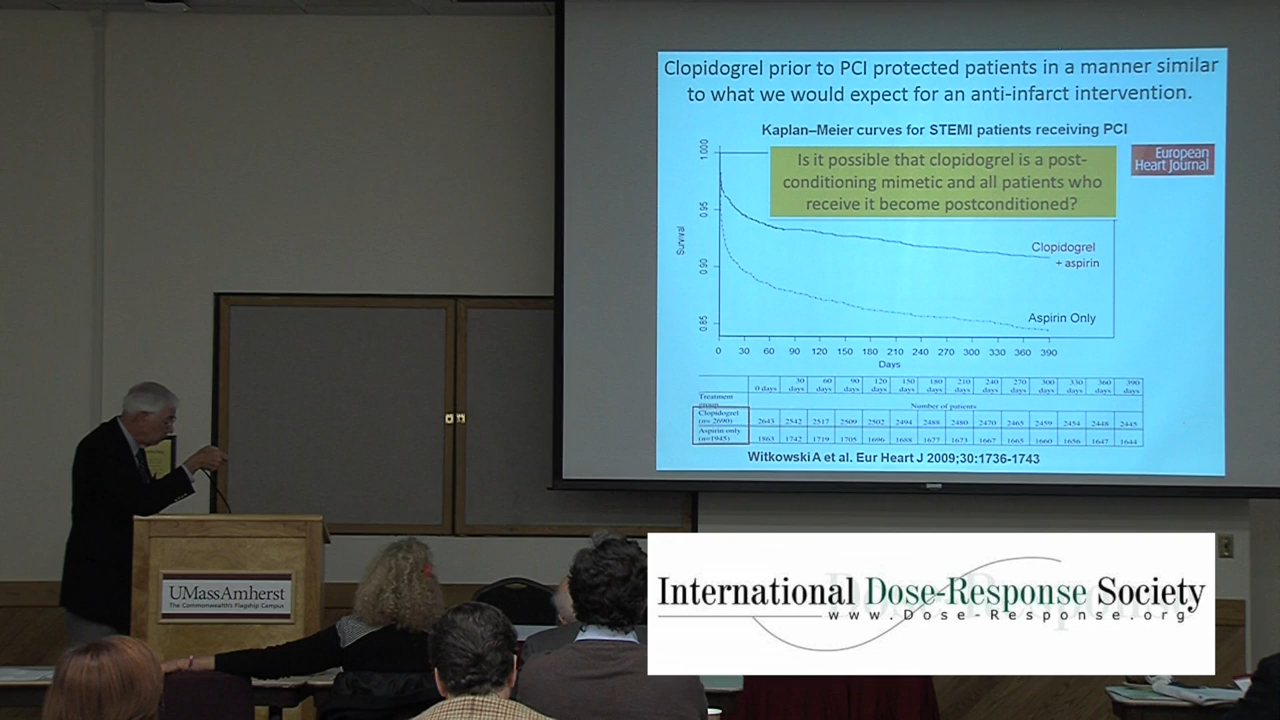 Clopidogrel prior to PCI protected patients in a manner similar
to what we would expect for an anti-infarct intervention.
Kaplan–Meier curves for STEMI patients receiving PCI
European
Heart Journal
Is it possible that clopidogrel is a post-
conditioning mimetic and all patients who
receive it become postconditioned?
Survival
1.000
0.95
0.90
0.85
Clopidogrel
+ aspirin
Aspirin Only
0 30 60 90 120 150 180 210 240 270 300 330 360 390
Days
0 days 30 days 60 days 90 days 120 days 150 days 180 days 210 days 240 days 270 days 300 days 330 days 360 days 390 days
Treatment
group
Number of patients
Clopidogrel
(n= 2690) 2643 2542 2517 2509 2502 2494 2488 2480 2470 2465 2459 2454 2448 2445
Aspirin only
(n=1945) 1863 1742 1719 1705 1696 1688 1677 1673 1667 1665 1660 1656 1647 1644
Witkowski A et al. Eur Heart J 2009;30:1736-1743
UMassAmherst
The Commonwealth's Flagship Campus
International Dose-Response Society
www.Dose-Response.org